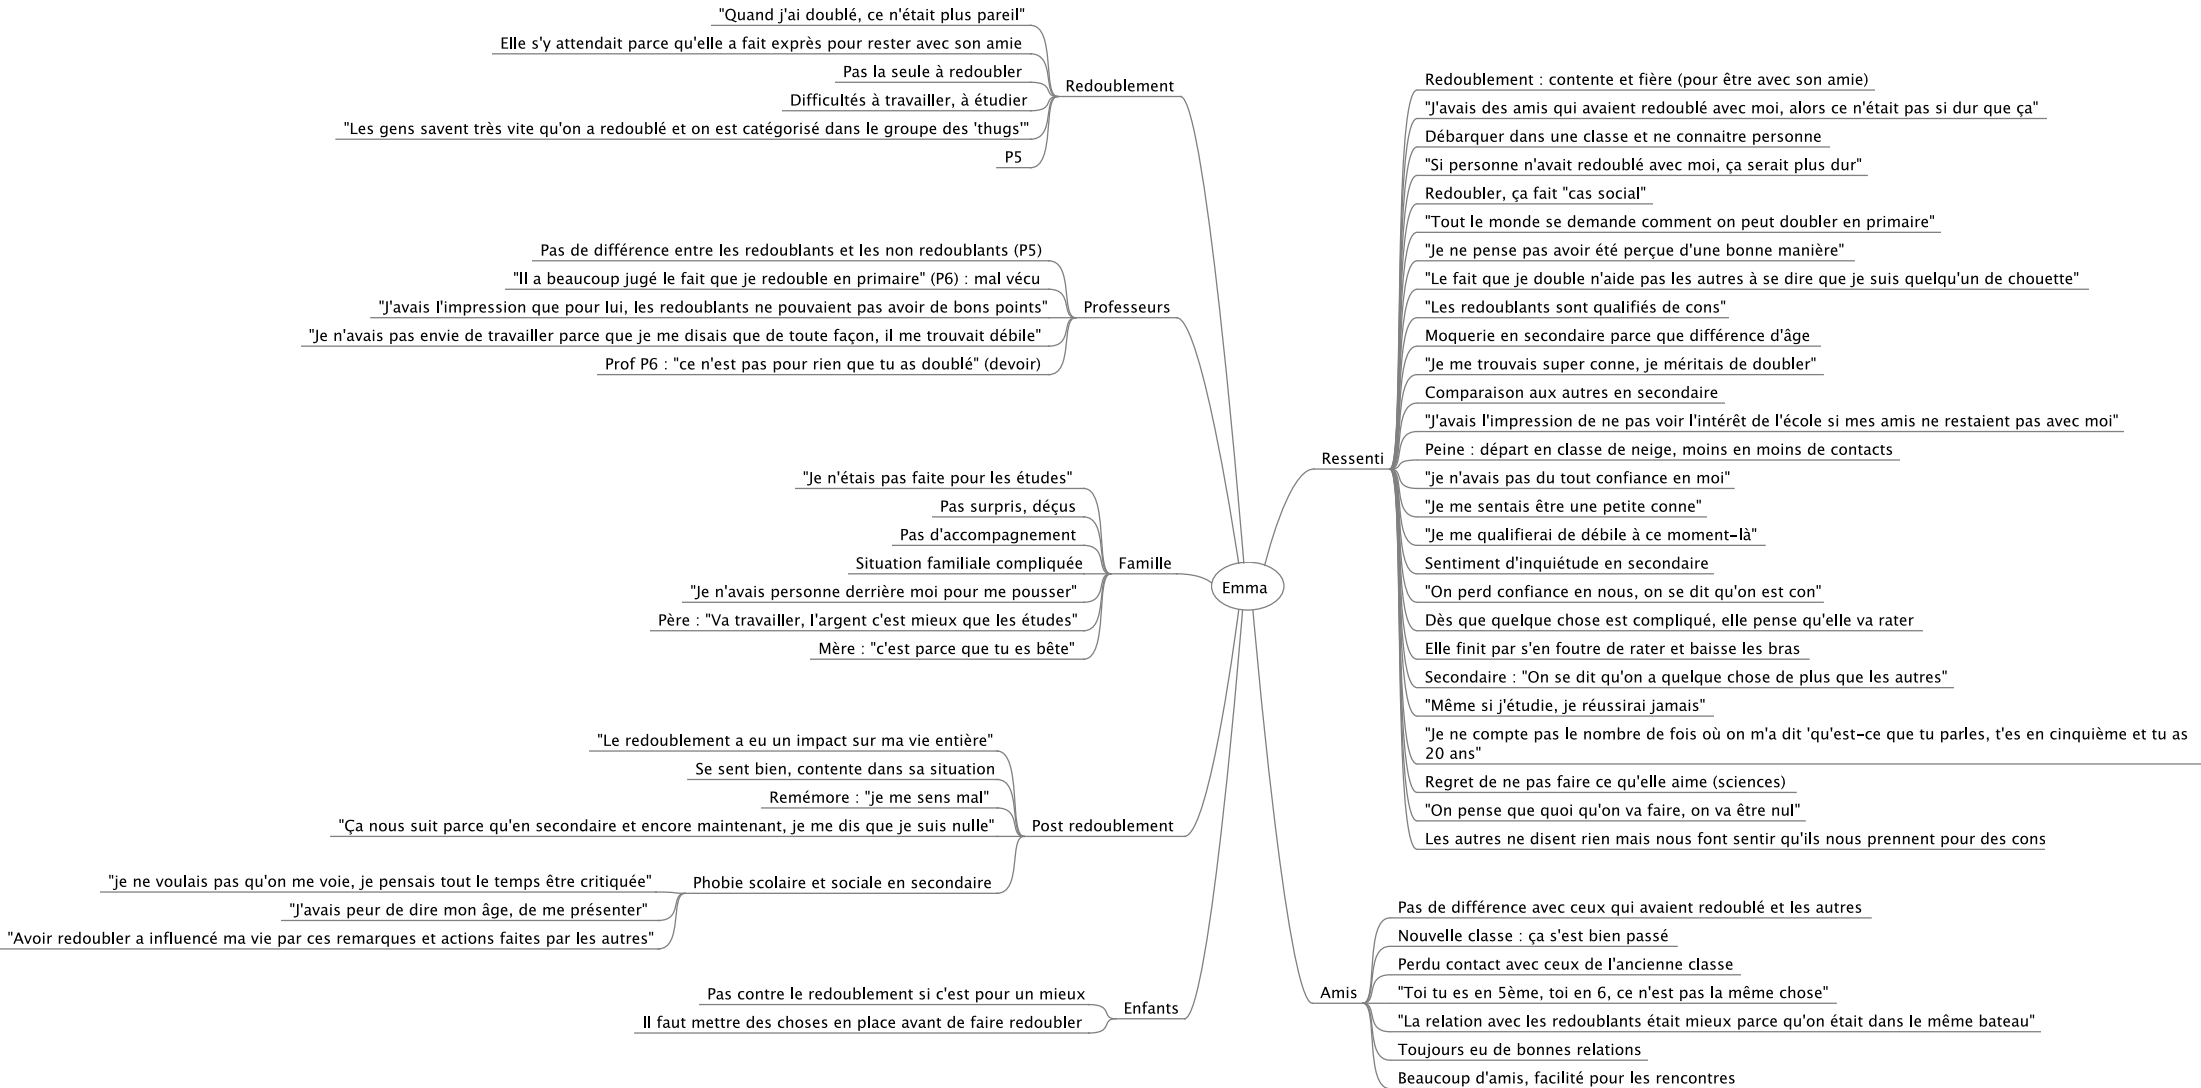 "Quand j'ai doublé, ce n'était plus pareil"
Elle s'y attendait parce qu'elle a fait exprès pour rester avec son amie
Pas la seule à redoubler
Difficultés à travailler, à étudier
"Les gens savent très vite qu'on a redoublé et on est catégorisé dans le groupe des 'thugs'"
P5
Redoublement
Pas de différence entre les redoublants et les non redoublants (P5)
"Il a beaucoup jugé le fait que je redouble en primaire" (P6) : mal vécu
"J'avais l'impression que pour lui, les redoublants ne pouvaient pas avoir de bons points"
"Je n'avais pas envie de travailler parce que je me disais que de toute façon, il me trouvait débile"
Prof P6 : "ce n'est pas pour rien que tu as doublé" (devoir)
Professeurs
"Je n'étais pas faite pour les études"
Pas surpris, déçus
Pas d'accompagnement
Situation familiale compliquée
"Je n'avais personne derrière moi pour me pousser"
Père : "Va travailler, l'argent c'est mieux que les études"
Mère : "c'est parce que tu es bête"
Famille
"Le redoublement a eu un impact sur ma vie entière"
Se sent bien, contente dans sa situation
Remémore : "je me sens mal"
"Ça nous suit parce qu'en secondaire et encore maintenant, je me dis que je suis nulle"
"je ne voulais pas qu'on me voie, je pensais tout le temps être critiquée"
"J'avais peur de dire mon âge, de me présenter"
"Avoir redoubler a influencé ma vie par ces remarques et actions faites par les autres"
Phobie scolaire et sociale en secondaire
Post redoublement
Pas contre le redoublement si c'est pour un mieux
Il faut mettre des choses en place avant de faire redoubler
Enfants
Emma
Ressenti
Redoublement : contente et fière (pour être avec son amie)
"J'avais des amis qui avaient redoublé avec moi, alors ce n'était pas si dur que ça"
Débarquer dans une classe et ne connaitre personne
"Si personne n'avait redoublé avec moi, ça serait plus dur"
Redoubler, ça fait "cas social"
"Tout le monde se demande comment on peut doubler en primaire"
"Je ne pense pas avoir été perçue d'une bonne manière"
"Le fait que je double n'aide pas les autres à se dire que je suis quelqu'un de chouette"
"Les redoublants sont qualifiés de cons"
Moquerie en secondaire parce que différence d'âge
"Je me trouvais super conne, je méritais de doubler"
Comparaison aux autres en secondaire
"J'avais l'impression de ne pas voir l'intérêt de l'école si mes amis ne restaient pas avec moi"
Peine : départ en classe de neige, moins en moins de contacts
"je n'avais pas du tout confiance en moi"
"Je me sentais être une petite conne"
"Je me qualifierai de débile à ce moment-là"
Sentiment d'inquiétude en secondaire
"On perd confiance en nous, on se dit qu'on est con"
Dès que quelque chose est compliqué, elle pense qu'elle va rater
Elle finit par s'en foutre de rater et baisse les bras
Secondaire : "On se dit qu'on a quelque chose de plus que les autres"
"Même si j'étudie, je réussirai jamais"
"Je ne compte pas le nombre de fois où on m'a dit 'qu'est-ce que tu parles, t'es en cinquième et tu as
20 ans"
Regret de ne pas faire ce qu'elle aime (sciences)
"On pense que quoi qu'on va faire, on va être nul"
Les autres ne disent rien mais nous font sentir qu'ils nous prennent pour des cons
Amis
Pas de différence avec ceux qui avaient redoublé et les autres
Nouvelle classe : ça s'est bien passé
Perdu contact avec ceux de l'ancienne classe
"Toi tu es en 5ème, toi en 6, ce n'est pas la même chose"
"La relation avec les redoublants était mieux parce qu'on était dans le même bateau"
Toujours eu de bonnes relations
Beaucoup d'amis, facilité pour les rencontres